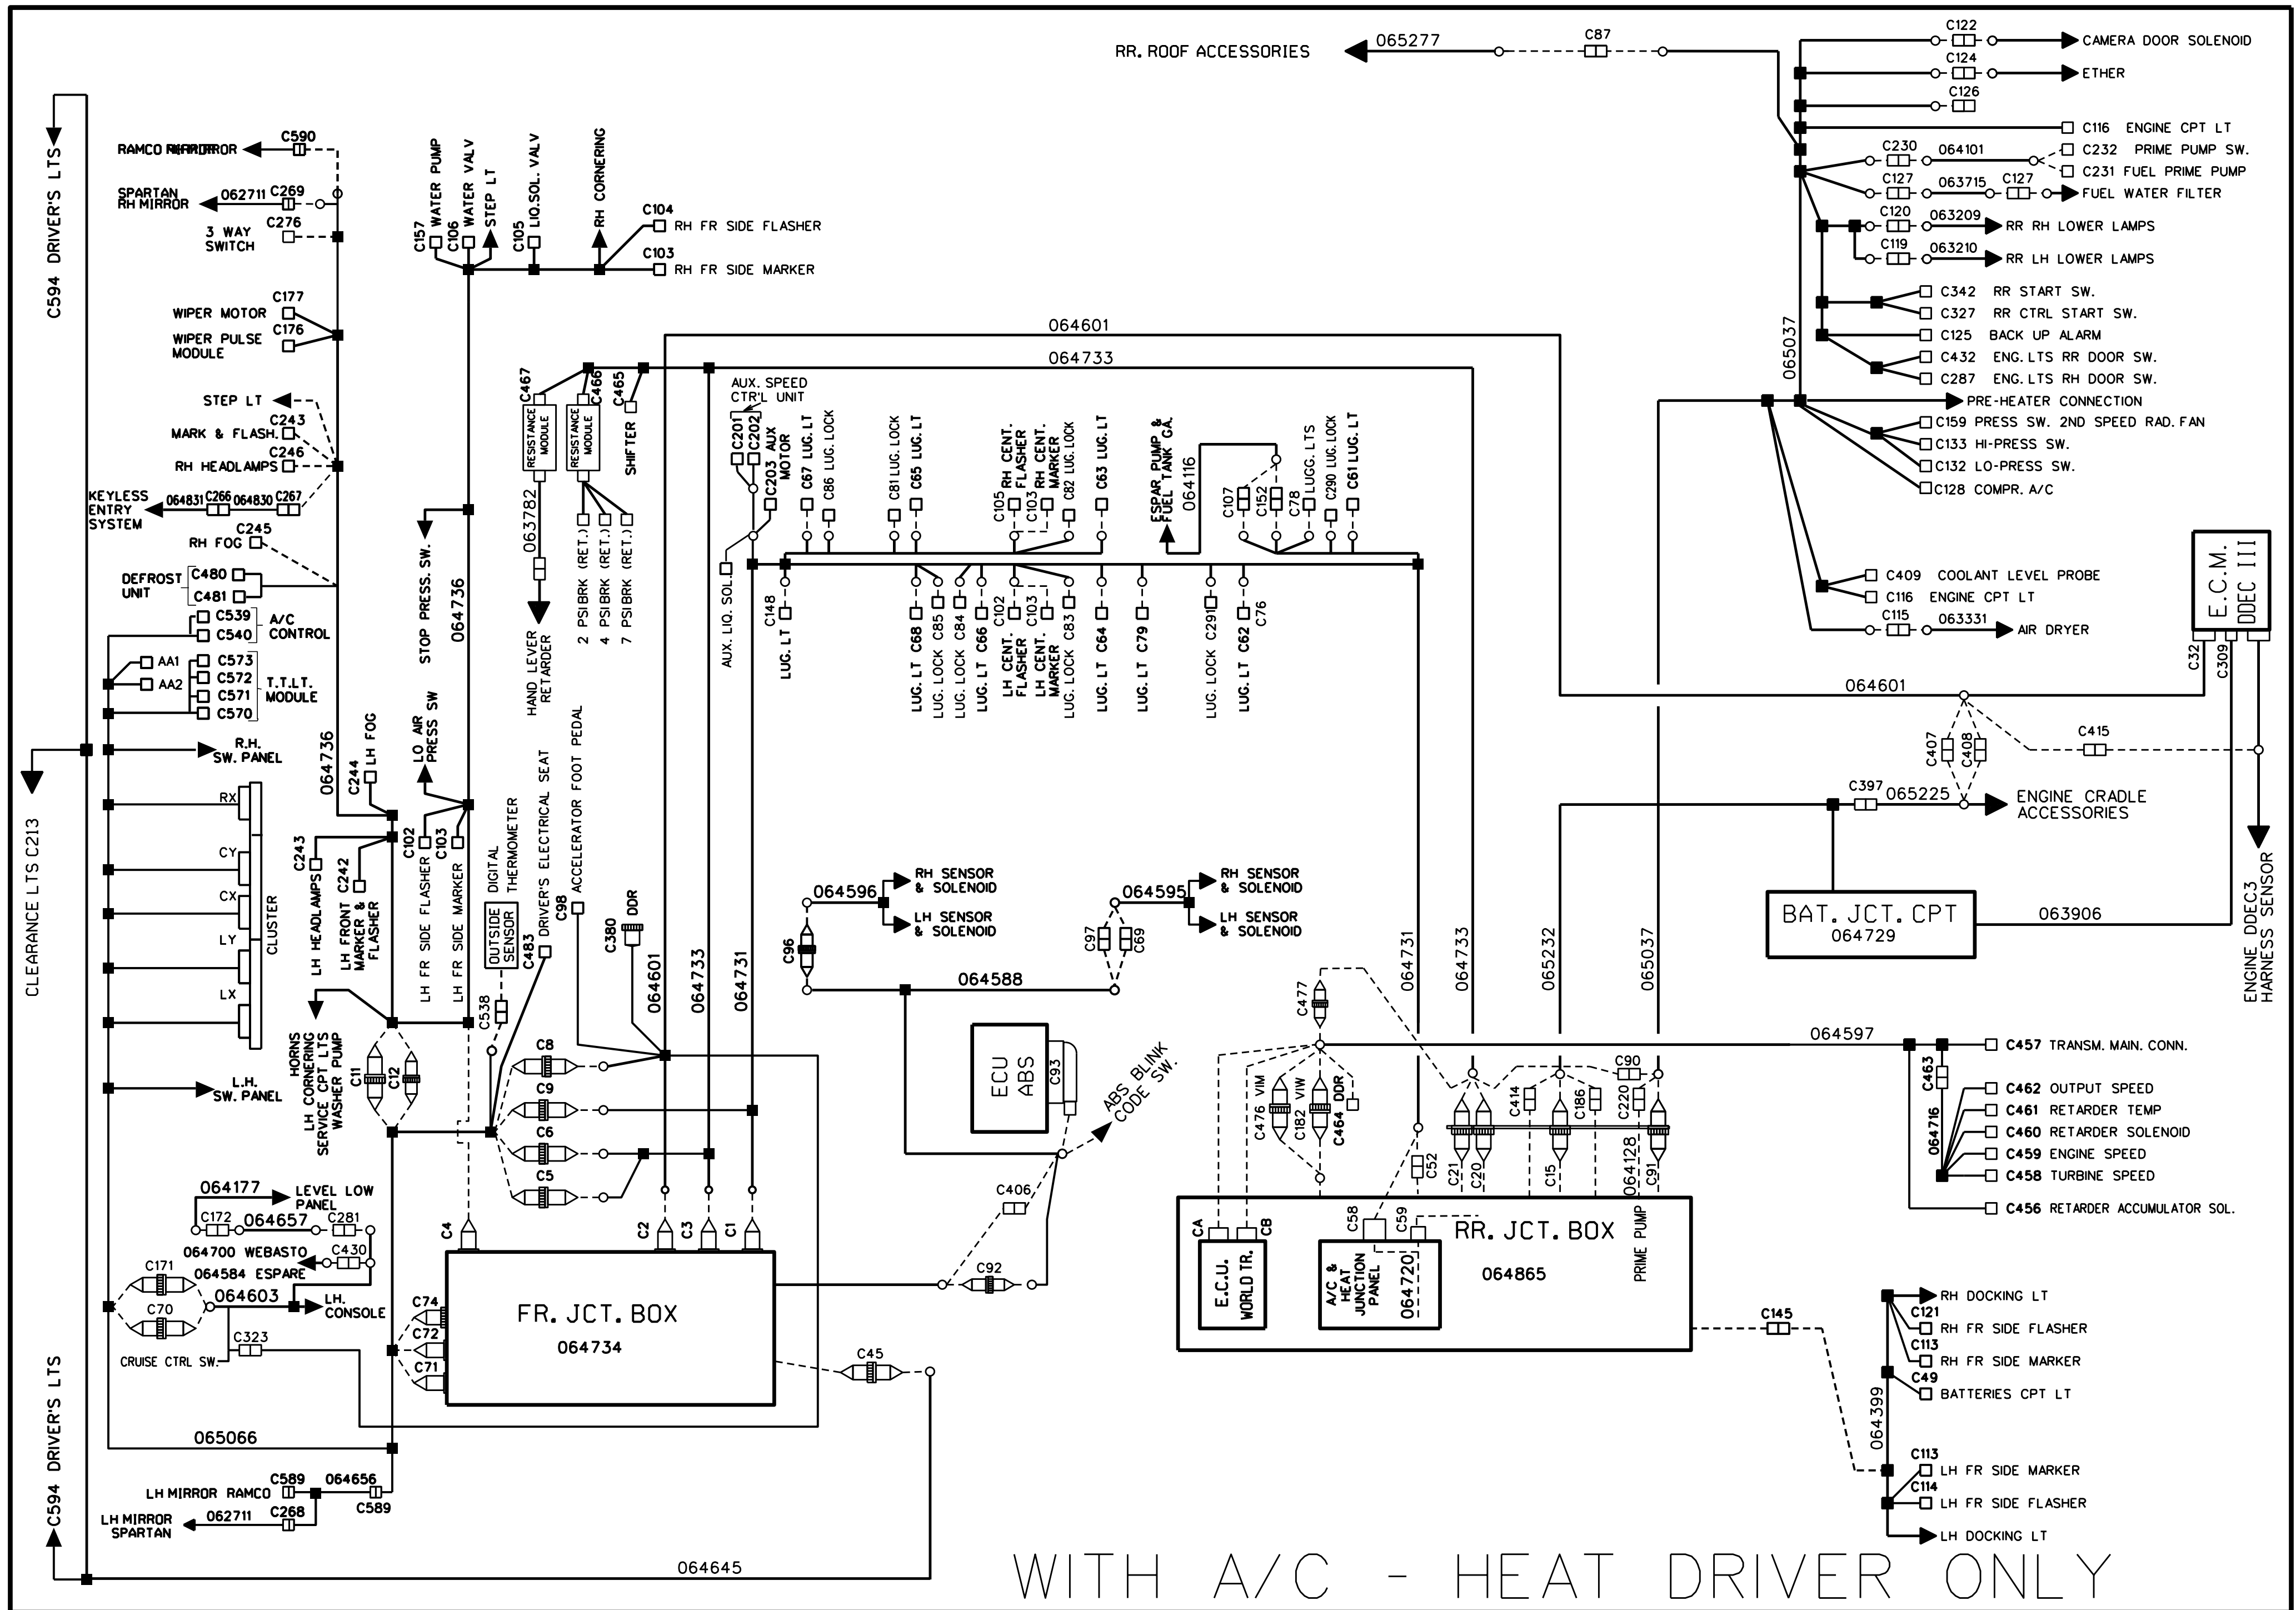 RR. ROOF ACCESSORIES
065277
C87
C122
CAMERA DOOR SOLENOID
C124
ETHER
C126
C116 ENGINE CPT LT
C230
064101
C232 PRIME PUMP SW.
C231 FUEL PRIME PUMP
C127
063715
C127
FUEL WATER FILTER
C120
063209
RR RH LOWER LAMPS
C119
063210
RR LH LOWER LAMPS
C342 RR START SW.
C327 RR CTRL START SW.
C125 BACK UP ALARM
C432 ENG. LTS RR DOOR SW.
C287 ENG. LTS RH DOOR SW.
065037
PRE-HEATER CONNECTION
C159 PRESS SW. 2ND SPEED RAD. FAN
C133 HI-PRESS SW.
C132 LO-PRESS SW.
C128 COMPR. A/C
C409 COOLANT LEVEL PROBE
C116 ENGINE CPT LT
C115
063331
AIR DRYER
E.C.M.
DDEC III
C32
C309
064601
C407
C408
C415
C397
065225
ENGINE CRADLE
ACCESSORIES
BAT. JCT. CPT
064729
063906
ENGINE DDEC3
HARNESS SENSOR
C594 DRIVER'S LTS
RAMCO
C590
SPARTAN
RH MIRROR
062711
C269
C276
3 WAY
SWITCH
C177
WIPER MOTOR
C176
WIPER PULSE
MODULE
STEP LT
C243
MARK & FLASH.
C246
RH HEADLAMPS
KEYLESS
ENTRY
SYSTEM
064831
C266
064830
C267
C245
RH FOG
DEFROST
UNIT
C480
C481
C539
C540
A/C
CONTROL
AA1
AA2
C573
C572
C571
C570
T.T.LT.
MODULE
R.H.
SW. PANEL
CLEARANCE LTS C213
RX
CY
CX
LY
LX
CLUSTER
L.H.
SW. PANEL
064736
C244
LH FOG
C243
LH HEADLAMPS
C242
LH FRONT
MARKER &
FLASHER
HORNS
LH CORNERING
SERVICE CPT LTS
WASHER PUMP
C11
C12
C157
WATER PUMP
C106
WATER VALV
STEP LT
C105
LIQ.SOL. VALV
RH CORNERING
C104
RH FR SIDE FLASHER
C103
RH FR SIDE MARKER
STOP PRESS. SW.
064736
LO AIR
PRESS SW
C102
C103
LH FR SIDE FLASHER
LH FR SIDE MARKER
064601
064733
C467
C466
C465
RESISTANCE
MODULE
RESISTANCE
MODULE
SHIFTER
063782
HAND LEVER
RETARDER
2 PSI BRK (RET.)
4 PSI BRK (RET.)
7 PSI BRK (RET.)
AUX. SPEED
CTR'L UNIT
C201
C202
C203 AUX
MOTOR
AUX. LIQ. SOL.
C67 LUG. LT
C86 LUG. LOCK
C81 LUG. LOCK
C65 LUG. LT
C105
RH CENT.
FLASHER
C103
RH CENT.
MARKER
C82 LUG. LOCK
C63 LUG. LT
ESPAR PUMP &
FUEL TANK GA.
064116
C107
C152
C78
LUGG. LTS
C290 LUG. LOCK
C61 LUG. LT
C148
LUG. LT
LUG. LT C68
LUG. LOCK C85
LUG. LOCK C84
LUG. LT C66
LH CENT.
FLASHER
C102
LH CENT.
MARKER
C103
LUG. LOCK C83
LUG. LT C64
LUG. LT C79
LUG. LOCK C291
LUG. LT C62
C76
DIGITAL
THERMOMETER
OUTSIDE
SENSOR
C538
C483
DRIVER'S ELECTRICAL SEAT
C98
ACCELERATOR FOOT PEDAL
C380
DDR
064601
064733
064731
C8
C9
C6
C5
C96
064596
RH SENSOR
& SOLENOID
LH SENSOR
& SOLENOID
064588
C97
C69
064595
RH SENSOR
& SOLENOID
LH SENSOR
& SOLENOID
ECU
ABS
C93
ABS BLINK
CODE SW.
C406
C92
064731
064733
065232
065037
C477
C476 VIM
C182 VIW
C464 DDR
C52
C21
C20
C414
C15
C186
C220
C90
C91
064128
PRIME PUMP
CA
CB
E.C.U.
WORLD TR.
C58
C59
A/C &
HEAT
JUNCTION
PANEL
064720
RR. JCT. BOX
064865
064597
C457 TRANSM. MAIN. CONN.
C463
064716
C462 OUTPUT SPEED
C461 RETARDER TEMP
C460 RETARDER SOLENOID
C459 ENGINE SPEED
C458 TURBINE SPEED
C456 RETARDER ACCUMULATOR SOL.
C145
RH DOCKING LT
C121
RH FR SIDE FLASHER
C113
RH FR SIDE MARKER
C49
BATTERIES CPT LT
064399
C113
LH FR SIDE MARKER
C114
LH FR SIDE FLASHER
LH DOCKING LT
064177
LEVEL LOW
PANEL
C172
064657
C281
064700 WEBASTO
C430
064584 ESPARE
C171
064603
LH.
CONSOLE
C70
C323
CRUISE CTRL SW.
C4
C2
C3
C1
C74
C72
C71
FR. JCT. BOX
064734
C45
065066
C594 DRIVER'S LTS
LH MIRROR RAMCO
C589
064656
C589
LH MIRROR
SPARTAN
062711
C268
064645
WITH A/C - HEAT DRIVER ONLY